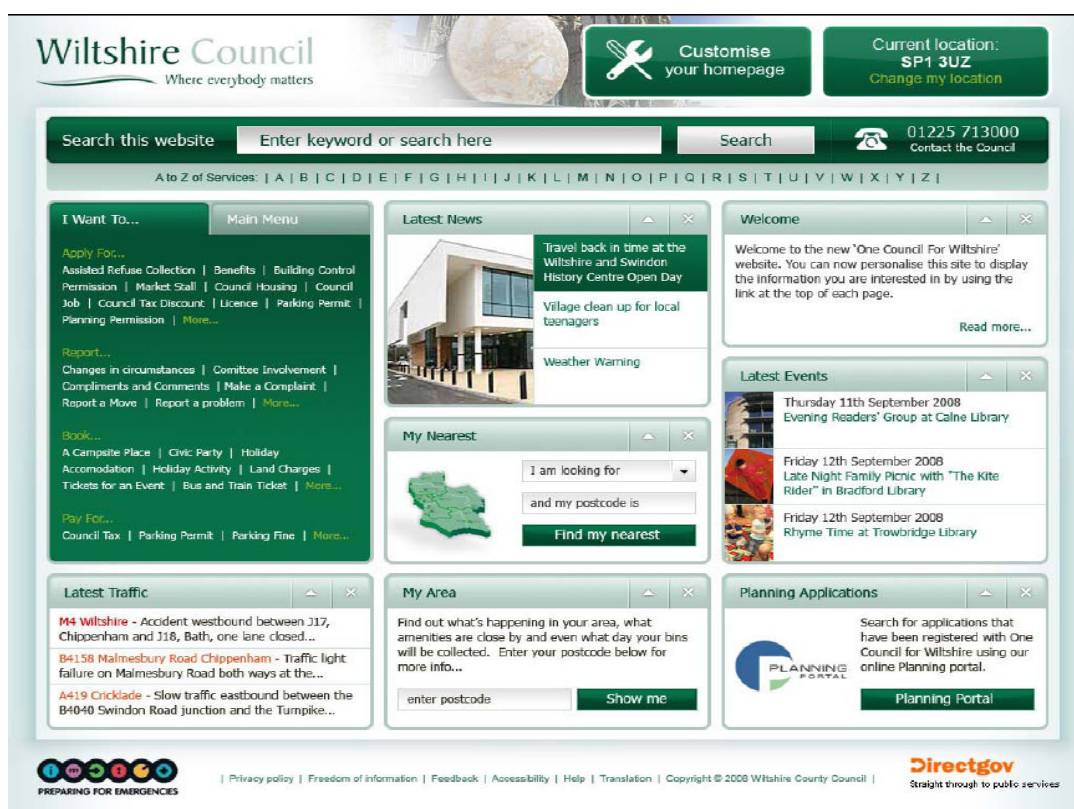 Wiltshire Council
Where everybody matters
Customise
your homepage
Current location:
SP1 3UZ
Change my location
Search this website
Enter keyword or search here
Search
01225 713000
Contact the Council
A to Z of Services: | A | B | C | D | E | F | G | H | I | J | K | L | M | N | O | P | Q | R | S | T | U | V | W | X | Y | Z |
I Want To...
Main Menu
Apply For...
Assisted Refuse Collection | Benefits | Building Control
Permission | Market Stall | Council Housing | Council
Job | Council Tax Discount | Licence | Parking Permit |
Planning Permission | More...
Report...
Changes in circumstances | Comittee Involvement |
Compliments and Comments | Make a Complaint |
Report a Move | Report a problem | More...
Book...
A Campsite Place | Civic Party | Holiday
Accomodation | Holiday Activity | Land Charges |
Tickets for an Event | Bus and Train Ticket | More...
Pay For...
Council Tax | Parking Permit | Parking Fine | More...
Latest News
Travel back in time at the
Wiltshire and Swindon
History Centre Open Day
Village clean up for local
teenagers
Weather Warning
My Nearest
I am looking for
and my postcode is
Find my nearest
Welcome
Welcome to the new 'One Council For Wiltshire'
website. You can now personalise this site to display
the information you are interested in by using the
link at the top of each page.
Read more...
Latest Events
Thursday 11th September 2008
Evening Readers' Group at Calne Library
Friday 12th September 2008
Late Night Family Picnic with "The Kite
Rider" in Bradford Library
Friday 12th September 2008
Rhyme Time at Trowbridge Library
Latest Traffic
M4 Wiltshire - Accident westbound between J17,
Chippenham and J18, Bath, one lane closed...
B4158 Malmesbury Road Chippenham - Traffic light
failure on Malmesbury Road both ways at the...
A419 Cricklade - Slow traffic eastbound between the
B4040 Swindon Road junction and the Turnpike...
My Area
Find out what's happening in your area, what
amenities are close by and even what day your bins
will be collected. Enter your postcode below for
more info...
enter postcode
Show me
Planning Applications
PLANNING
PORTAL
Search for applications that
have been registered with One
Council for Wiltshire using our
online Planning portal.
Planning Portal
PREPARING FOR EMERGENCIES
| Privacy policy | Freedom of information | Feedback | Accessibility | Help | Translation | Copyright © 2008 Wiltshire County Council |
Directgov
Straight through to public services